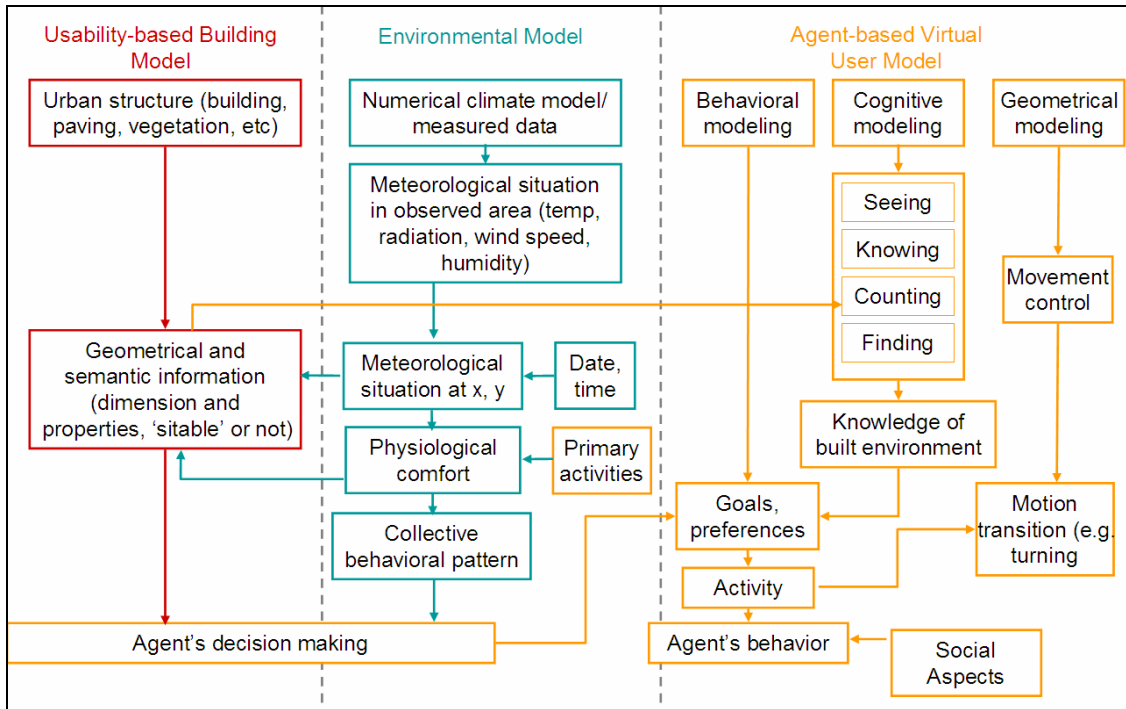 Usability-based Building
Model
Urban structure (building,
paving, vegetation, etc)
Geometrical and
semantic information
(dimension and
properties, ‘sitable’ or not)
Environmental Model
Numerical climate model/
measured data
Meteorological situation
in observed area (temp,
radiation, wind speed,
humidity)
Meteorological
situation at x, y
Date,
time
Physiological
comfort
Primary
activities
Collective
behavioral pattern
Agent’s decision making
Agent-based Virtual
User Model
Behavioral
modeling
Cognitive
modeling
Geometrical
modeling
Seeing
Knowing
Counting
Finding
Movement
control
Knowledge of
built environment
Goals,
preferences
Motion
transition (e.g.
turning
Activity
Agent’s behavior
Social
Aspects